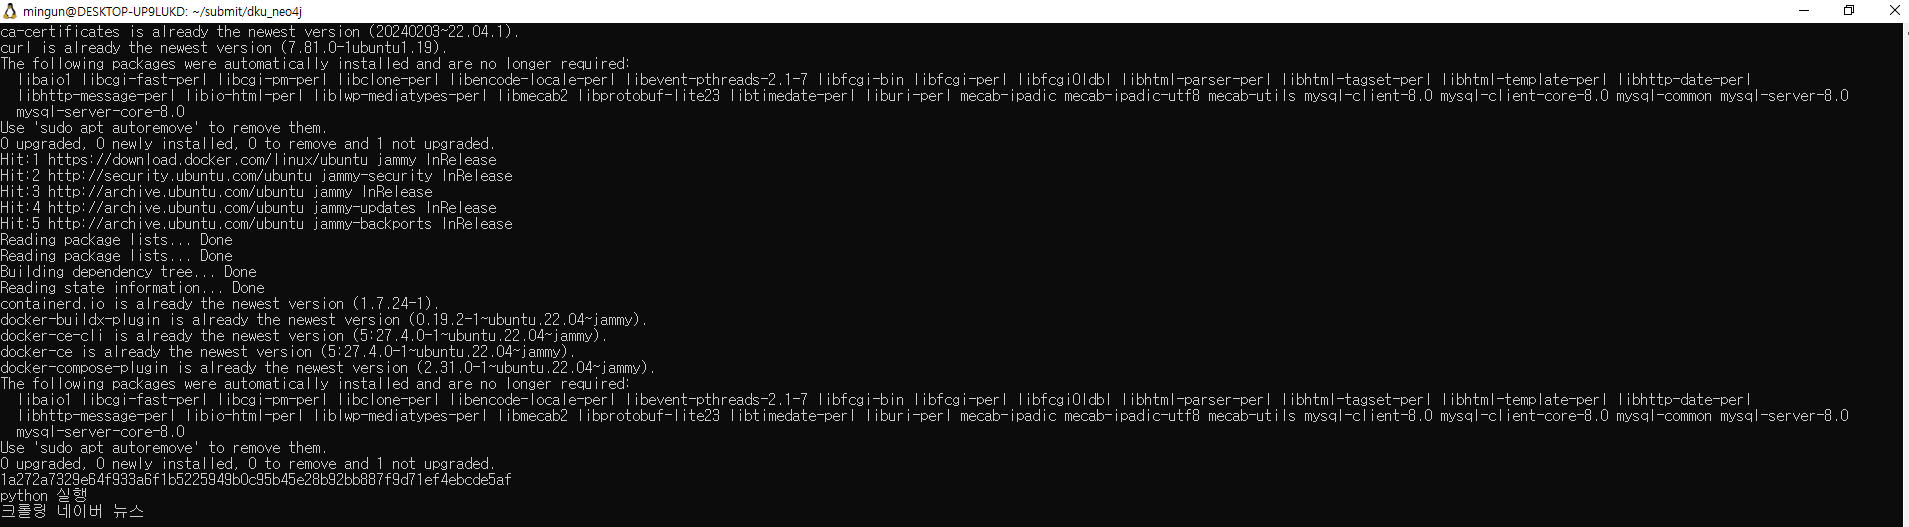 mingun@DESKTOP-UP9LUKD: ~/submit/dku_neo4j
ca-certificates is already the newest version (20240203~22.04.1).
curl is already the newest version (7.81.0-1ubuntu1.19).
The following packages were automatically installed and are no longer required:
  libaio1 libcgi-fast-perl libcgi-pm-perl libclone-perl libencode-locale-perl libevent-pthreads-2.1-7 libfcgi-bin libfcgi-perl libfcgi0ldbl libhtml-parser-perl libhtml-tagset-perl libhtml-template-perl libhttp-date-perl
  libhttp-message-perl libio-html-perl liblwp-mediatypes-perl libmecab2 libprotobuf-lite23 libtimedate-perl liburi-perl mecab-ipadic mecab-ipadic-utf8 mecab-utils mysql-client-8.0 mysql-client-core-8.0 mysql-common mysql-server-8.0
  mysql-server-core-8.0
Use 'sudo apt autoremove' to remove them.
0 upgraded, 0 newly installed, 0 to remove and 1 not upgraded.
Hit:1 https://download.docker.com/linux/ubuntu jammy InRelease
Hit:2 http://security.ubuntu.com/ubuntu jammy-security InRelease
Hit:3 http://archive.ubuntu.com/ubuntu jammy InRelease
Hit:4 http://archive.ubuntu.com/ubuntu jammy-updates InRelease
Hit:5 http://archive.ubuntu.com/ubuntu jammy-backports InRelease
Reading package lists... Done
Reading package lists... Done
Building dependency tree... Done
Reading state information... Done
containerd.io is already the newest version (1.7.24-1).
docker-buildx-plugin is already the newest version (0.19.2-1~ubuntu.22.04~jammy).
docker-ce-cli is already the newest version (5:27.4.0-1~ubuntu.22.04~jammy).
docker-ce is already the newest version (5:27.4.0-1~ubuntu.22.04~jammy).
docker-compose-plugin is already the newest version (2.31.0-1~ubuntu.22.04~jammy).
The following packages were automatically installed and are no longer required:
  libaio1 libcgi-fast-perl libcgi-pm-perl libclone-perl libencode-locale-perl libevent-pthreads-2.1-7 libfcgi-bin libfcgi-perl libfcgi0ldbl libhtml-parser-perl libhtml-tagset-perl libhtml-template-perl libhttp-date-perl
  libhttp-message-perl libio-html-perl liblwp-mediatypes-perl libmecab2 libprotobuf-lite23 libtimedate-perl liburi-perl mecab-ipadic mecab-ipadic-utf8 mecab-utils mysql-client-8.0 mysql-client-core-8.0 mysql-common mysql-server-8.0
  mysql-server-core-8.0
Use 'sudo apt autoremove' to remove them.
0 upgraded, 0 newly installed, 0 to remove and 1 not upgraded.
1a272a7329e64f933a6f1b5225949b0c95b45e28b92bb887f9d71ef4ebcde5af
python 실행
크롤링 네이버 뉴스